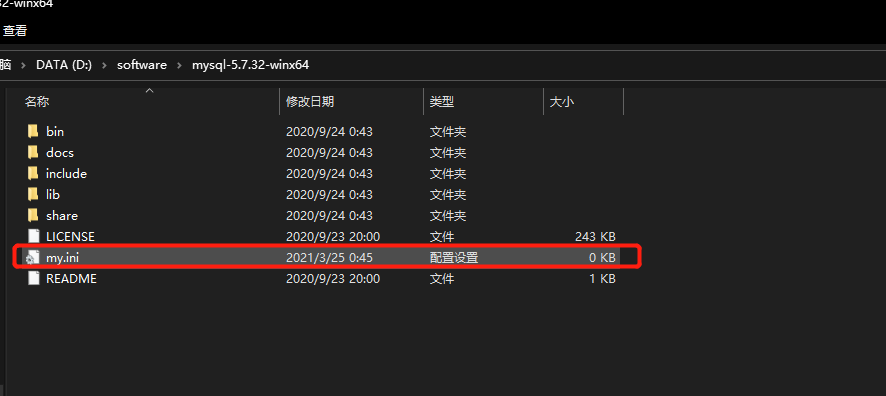 32-winx64
查看
脑 > DATA (D:) > software > mysql-5.7.32-winx64
名称 修改日期 类型 大小
bin 2020/9/24 0:43 文件夹
docs 2020/9/24 0:43 文件夹
include 2020/9/24 0:43 文件夹
lib 2020/9/24 0:43 文件夹
share 2020/9/24 0:43 文件夹
LICENSE 2020/9/23 20:00 文件 243 KB
my.ini 2021/3/25 0:45 配置设置 0 KB
README 2020/9/23 20:00 文件 1 KB